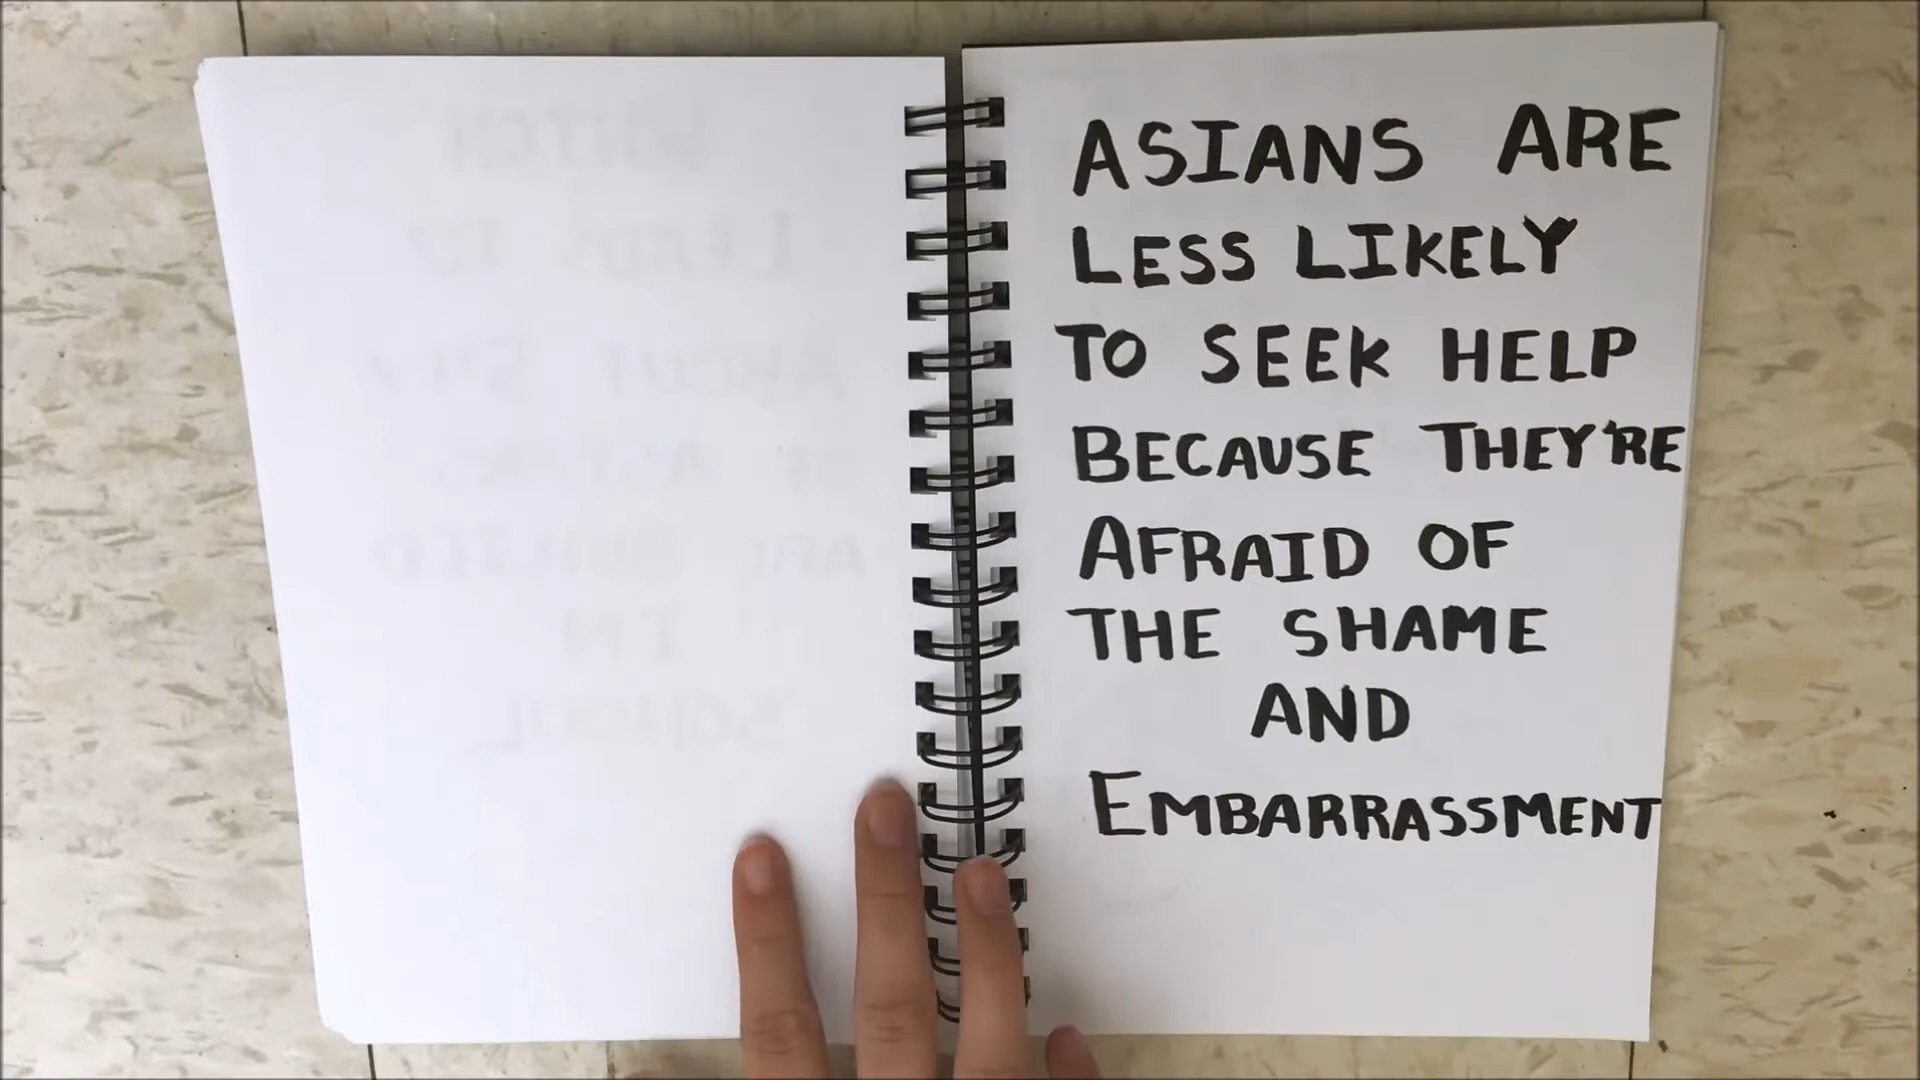 ASIANS ARE
LESS LIKELY
TO SEEK HELP
BECAUSE THEY'RE
AFRAID OF
THE SHAME
AND
EMBARRASSMENT